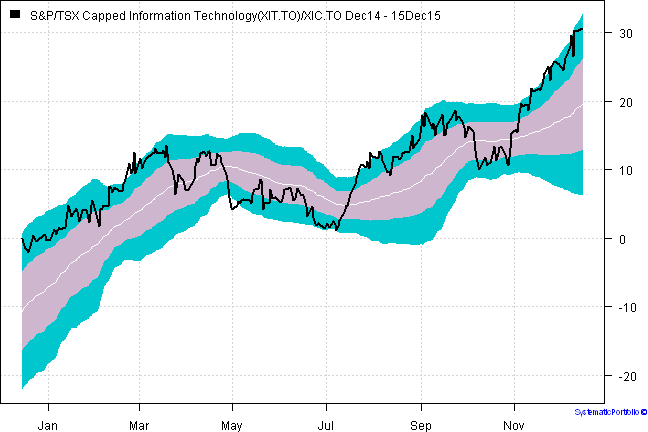 S&P/TSX Capped Information Technology(XIT.TO)/XIC.TO Dec14 - 15Dec15
30
20
10
0
-10
-20
Jan Mar May Jul Sep Nov
SystematicPortfolio ©